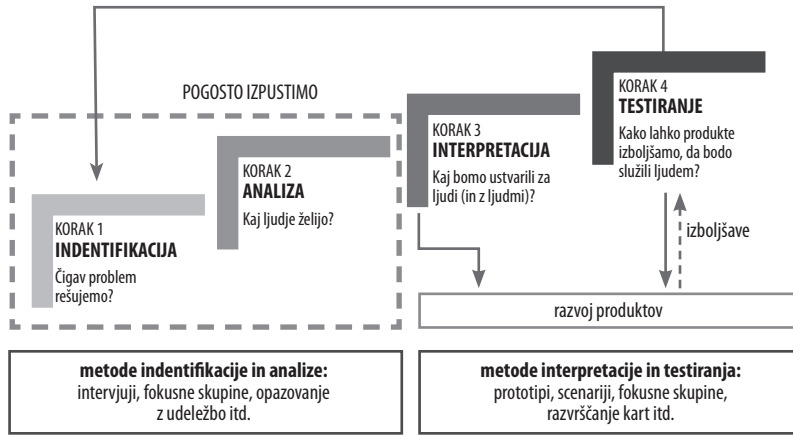 POGOSTO IZPUSTIMO
KORAK 1
INDENTIFIKACIJA
Čigav problem
rešujemo?
KORAK 2
ANALIZA
Kaj ljudje želijo?
KORAK 3
INTERPRETACIJA
Kaj bomo ustvarili za
ljudi (in z ljudmi)?
KORAK 4
TESTIRANJE
Kako lahko produkte
izboljšamo, da bodo
služili ljudem?
izboljšave
razvoj produktov
metode indentifikacije in analize:
intervjuji, fokusne skupine, opazovanje
z udeležbo itd.
metode interpretacije in testiranja:
prototipi, scenariji, fokusne skupine,
razvrščanje kart itd.